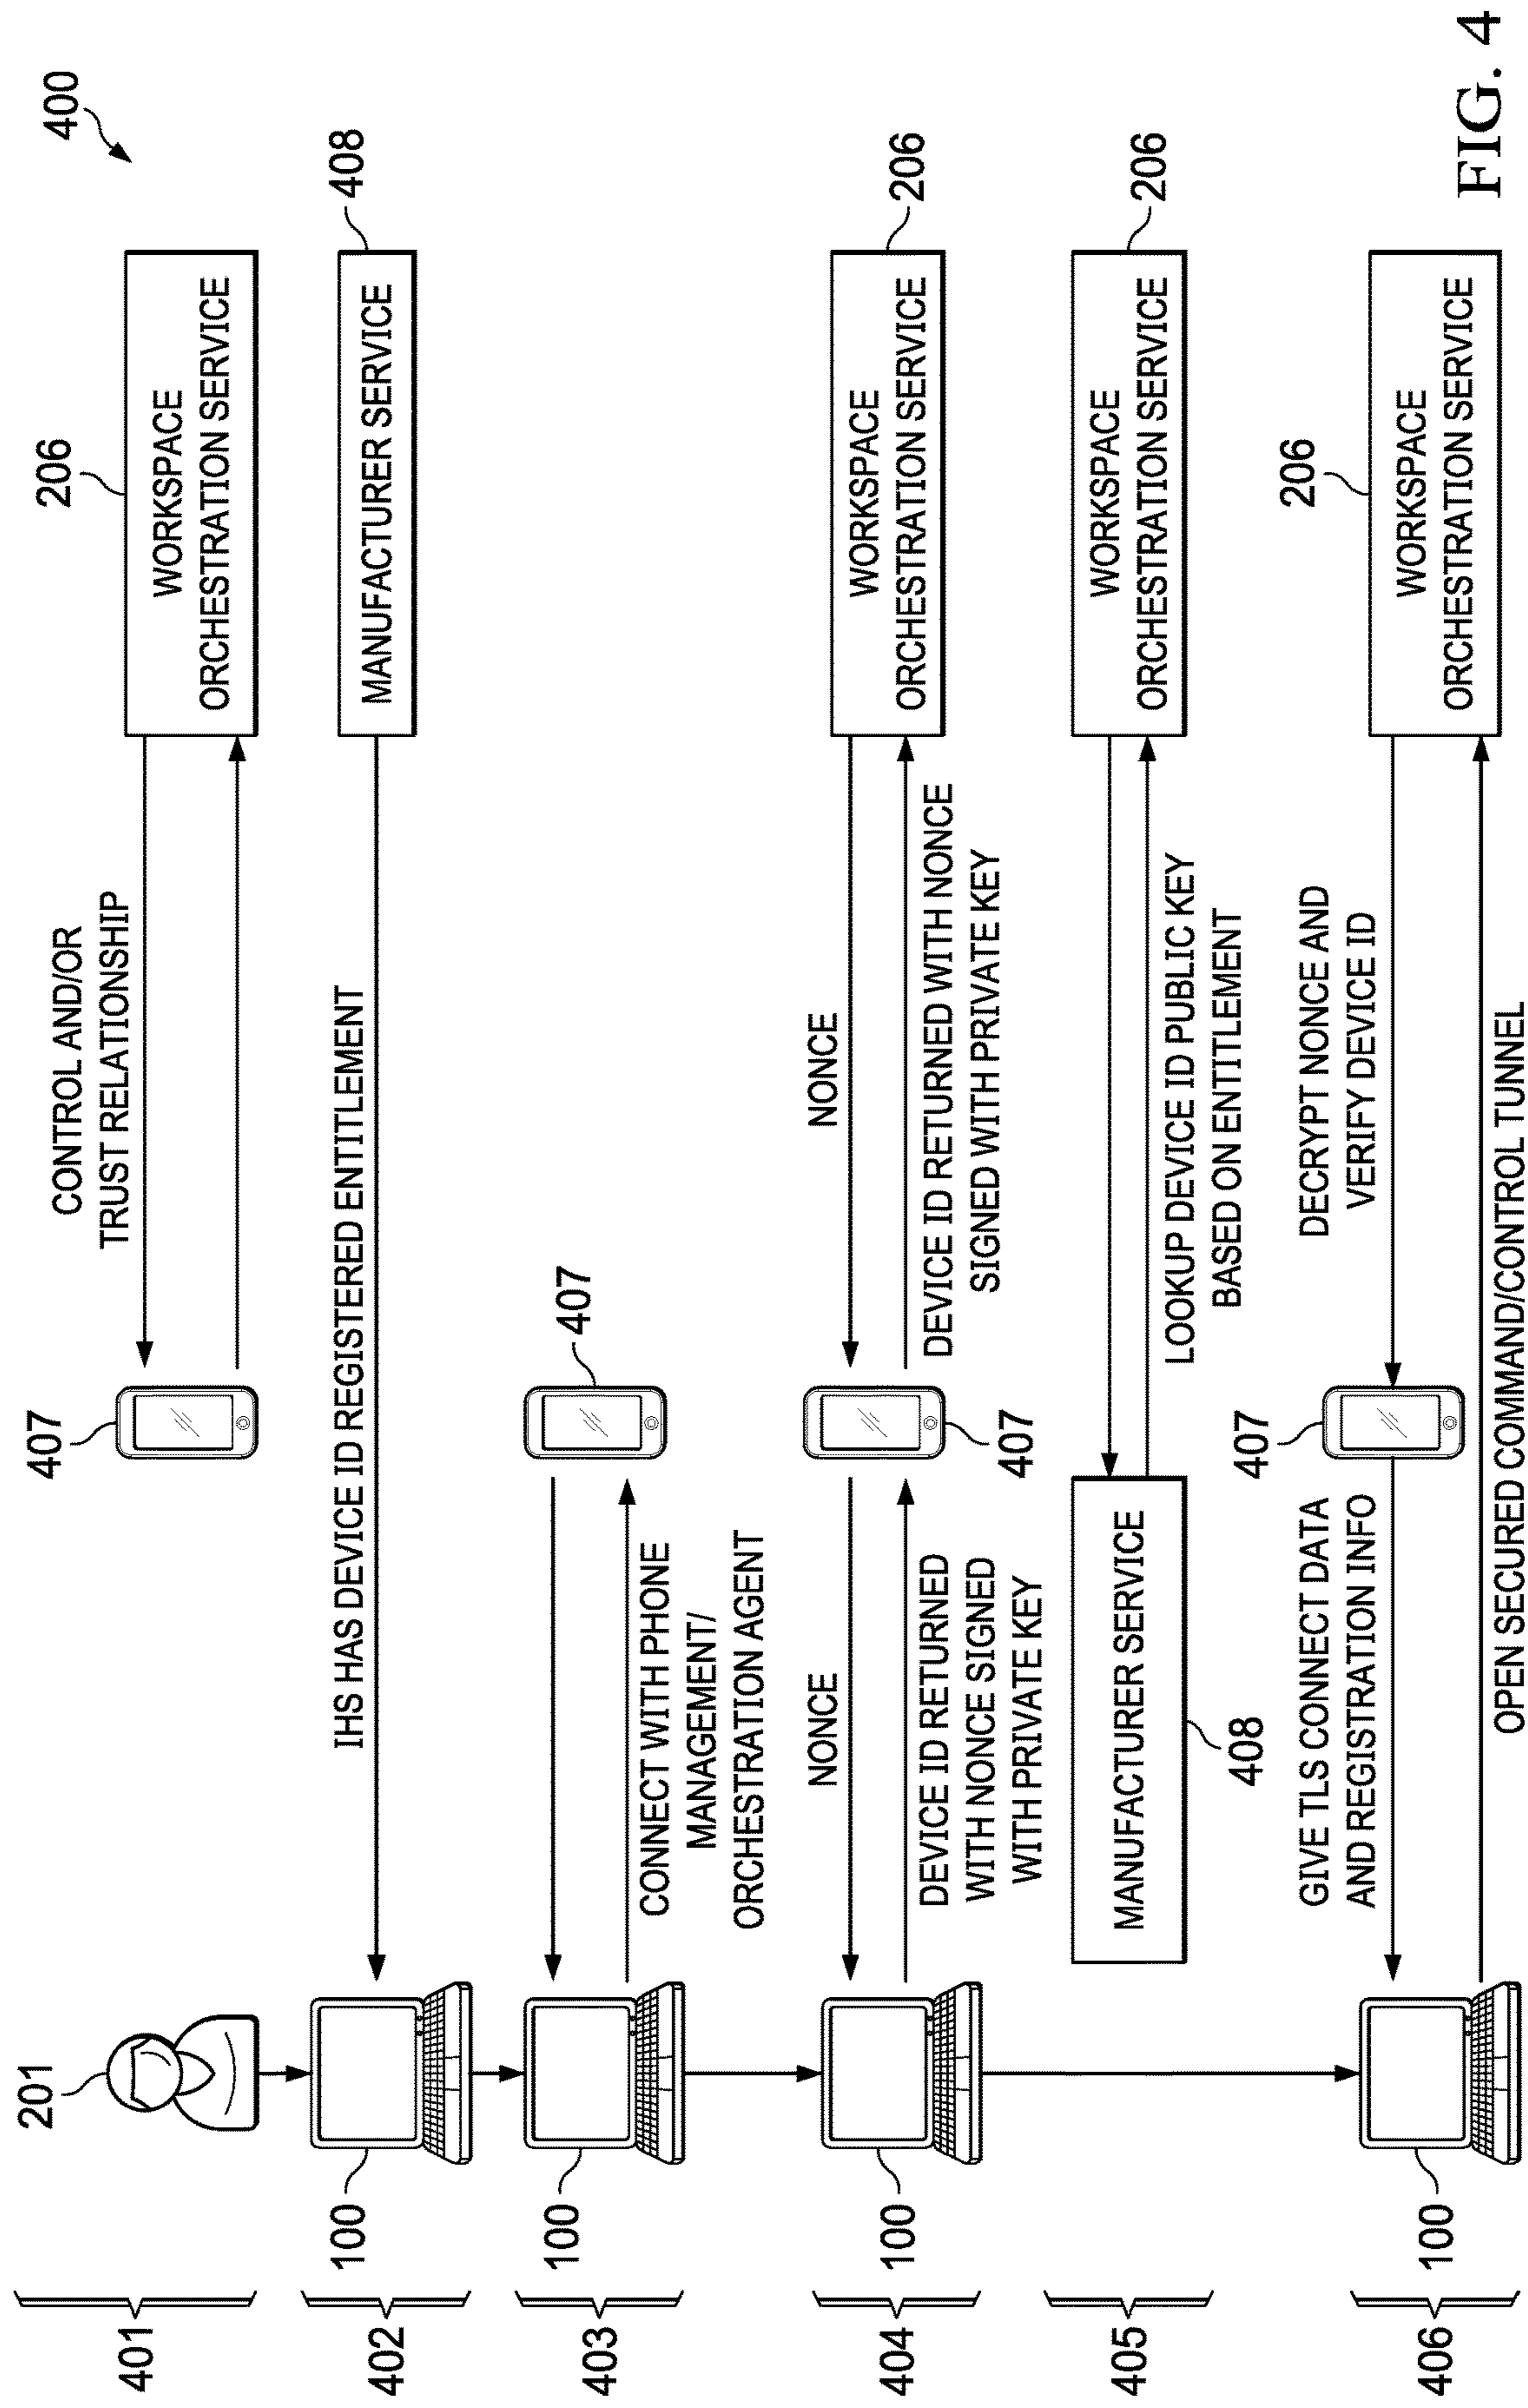 400
401
201
407
CONTROL AND/OR
TRUST RELATIONSHIP
206
WORKSPACE
ORCHESTRATION SERVICE
402
100
IHS HAS DEVICE ID REGISTERED ENTITLEMENT
MANUFACTURER SERVICE
408
403
100
CONNECT WITH PHONE
MANAGEMENT/
ORCHESTRATION AGENT
407
404
100
NONCE
DEVICE ID RETURNED
WITH NONCE SIGNED
WITH PRIVATE KEY
407
NONCE
DEVICE ID RETURNED WITH NONCE
SIGNED WITH PRIVATE KEY
WORKSPACE
ORCHESTRATION SERVICE
206
405
MANUFACTURER SERVICE
408
LOOKUP DEVICE ID PUBLIC KEY
BASED ON ENTITLEMENT
WORKSPACE
ORCHESTRATION SERVICE
206
406
100
GIVE TLS CONNECT DATA
AND REGISTRATION INFO
407
DECRYPT NONCE AND
VERIFY DEVICE ID
206
WORKSPACE
ORCHESTRATION SERVICE
OPEN SECURED COMMAND/CONTROL TUNNEL
FIG. 4